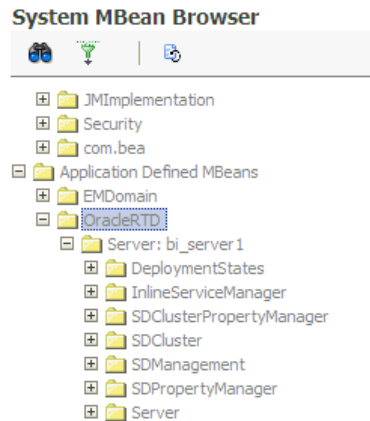 System MBean Browser
JMImplementation
Security
com.bea
Application Defined MBeans
EMDomain
OracleRTD
Server: bi_server1
DeploymentStates
InlineServiceManager
SDClusterPropertyManager
SDCluster
SDManagement
SDPropertyManager
Server